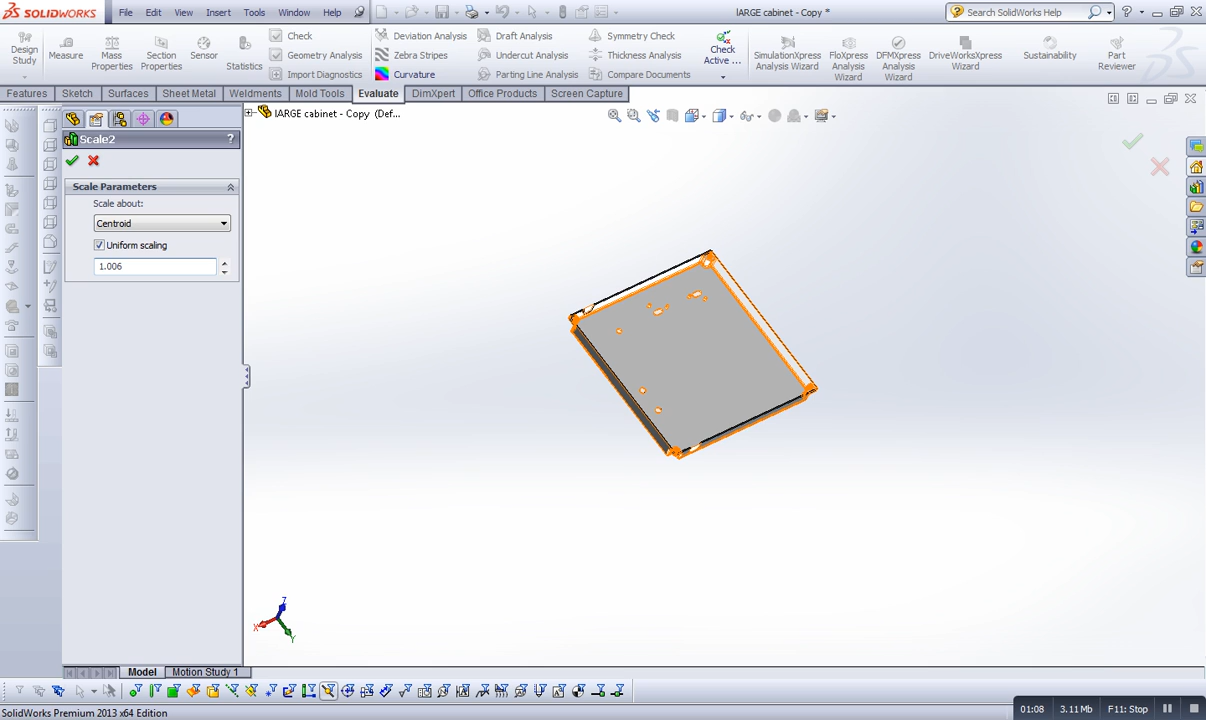 SOLIDWORKS File Edit View Insert Tools Window Help lARGE cabinet - Copy * Search SolidWorks Help
Design Study
Measure
Mass Properties
Section Properties
Sensor
Statistics
Check
Geometry Analysis
Import Diagnostics
Deviation Analysis
Zebra Stripes
Curvature
Draft Analysis
Undercut Analysis
Parting Line Analysis
Symmetry Check
Thickness Analysis
Compare Documents
Check Active ...
SimulationXpress Analysis Wizard
FloXpress Analysis Wizard
DFMXpress Analysis Wizard
DriveWorksXpress Wizard
Sustainability
Part Reviewer
Features Sketch Surfaces Sheet Metal Weldments Mold Tools Evaluate DimXpert Office Products Screen Capture
lARGE cabinet - Copy (Def...
Scale2 ?
Scale Parameters
Scale about:
Centroid
Uniform scaling
1.006
Z
X
Y
Model Motion Study 1
SolidWorks Premium 2013 x64 Edition
01:08 3.11 Mb F11: Stop